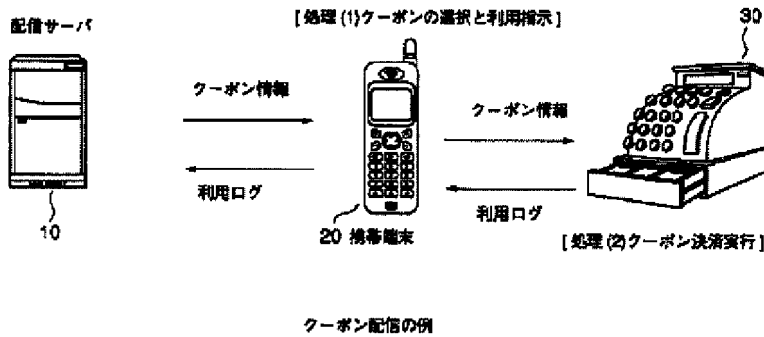 配信サーバ
[ 処理 (1)クーポンの選択と利用指示 ]
30
クーポン情報
クーポン情報
利用ログ
利用ログ
10
20 携帯端末
[ 処理 (2)クーポン決済実行 ]
クーポン配信の例